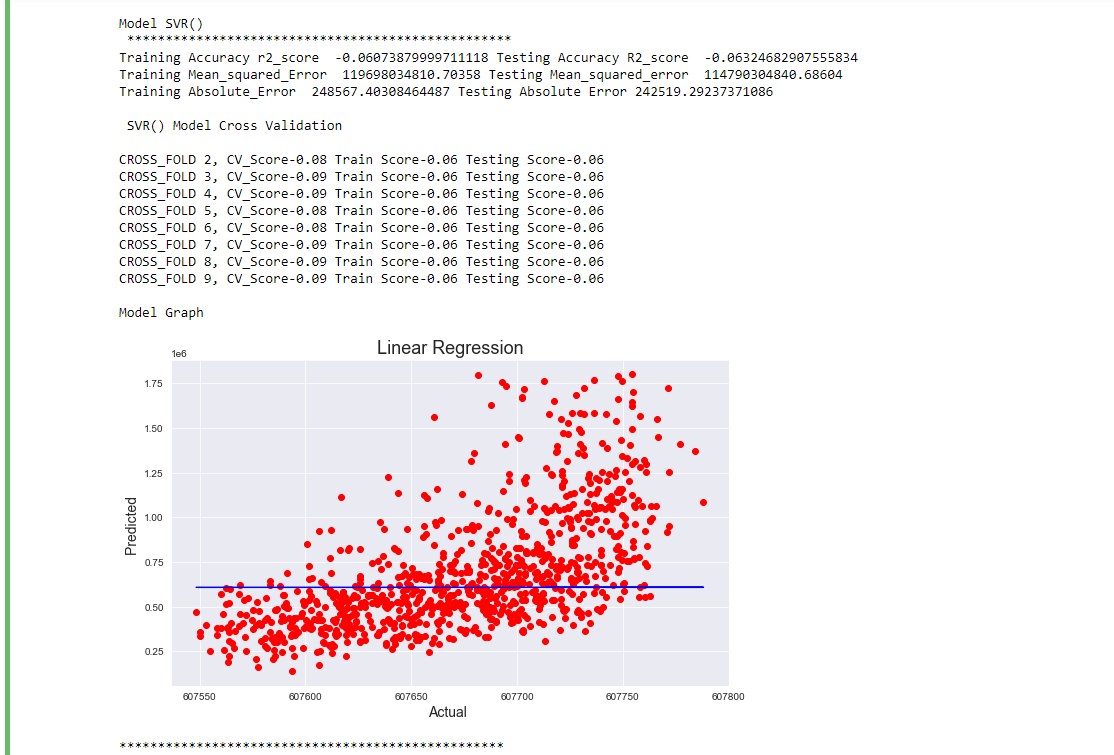 Model SVR()
**************************************************
Training Accuracy r2_score  -0.06073879999711118 Testing Accuracy R2_score  -0.06324682907555834
Training Mean_squared_Error  119698034810.70358 Testing Mean_squared_error  114790304840.68604
Training Absolute_Error  248567.40308464487 Testing Absolute Error 242519.29237371086
SVR() Model Cross Validation
CROSS_FOLD 2, CV_Score-0.08 Train Score-0.06 Testing Score-0.06
CROSS_FOLD 3, CV_Score-0.09 Train Score-0.06 Testing Score-0.06
CROSS_FOLD 4, CV_Score-0.09 Train Score-0.06 Testing Score-0.06
CROSS_FOLD 5, CV_Score-0.08 Train Score-0.06 Testing Score-0.06
CROSS_FOLD 6, CV_Score-0.08 Train Score-0.06 Testing Score-0.06
CROSS_FOLD 7, CV_Score-0.09 Train Score-0.06 Testing Score-0.06
CROSS_FOLD 8, CV_Score-0.09 Train Score-0.06 Testing Score-0.06
CROSS_FOLD 9, CV_Score-0.09 Train Score-0.06 Testing Score-0.06
Model Graph
Linear Regression
1e6
1.75
1.50
1.25
1.00
0.75
0.50
0.25
Predicted
607550 607600 607650 607700 607750 607800
Actual
**************************************************